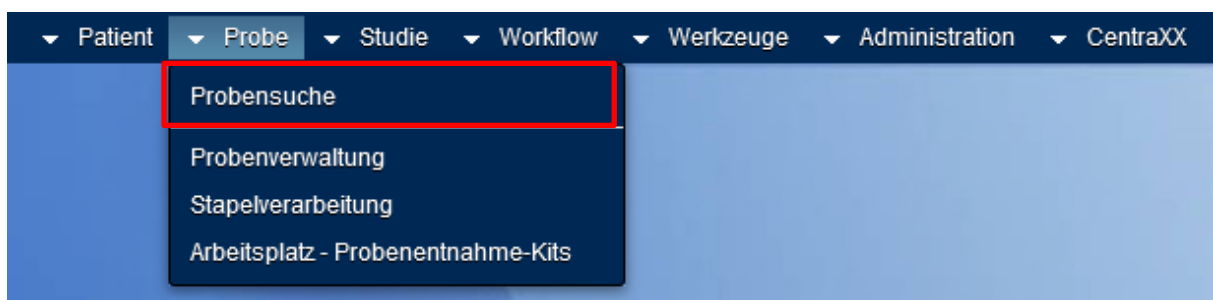 Patient Probe Studie Workflow Werkzeuge Administration CentraXX
Probensuche
Probenverwaltung
Stapelverarbeitung
Arbeitsplatz - Probenentnahme-Kits